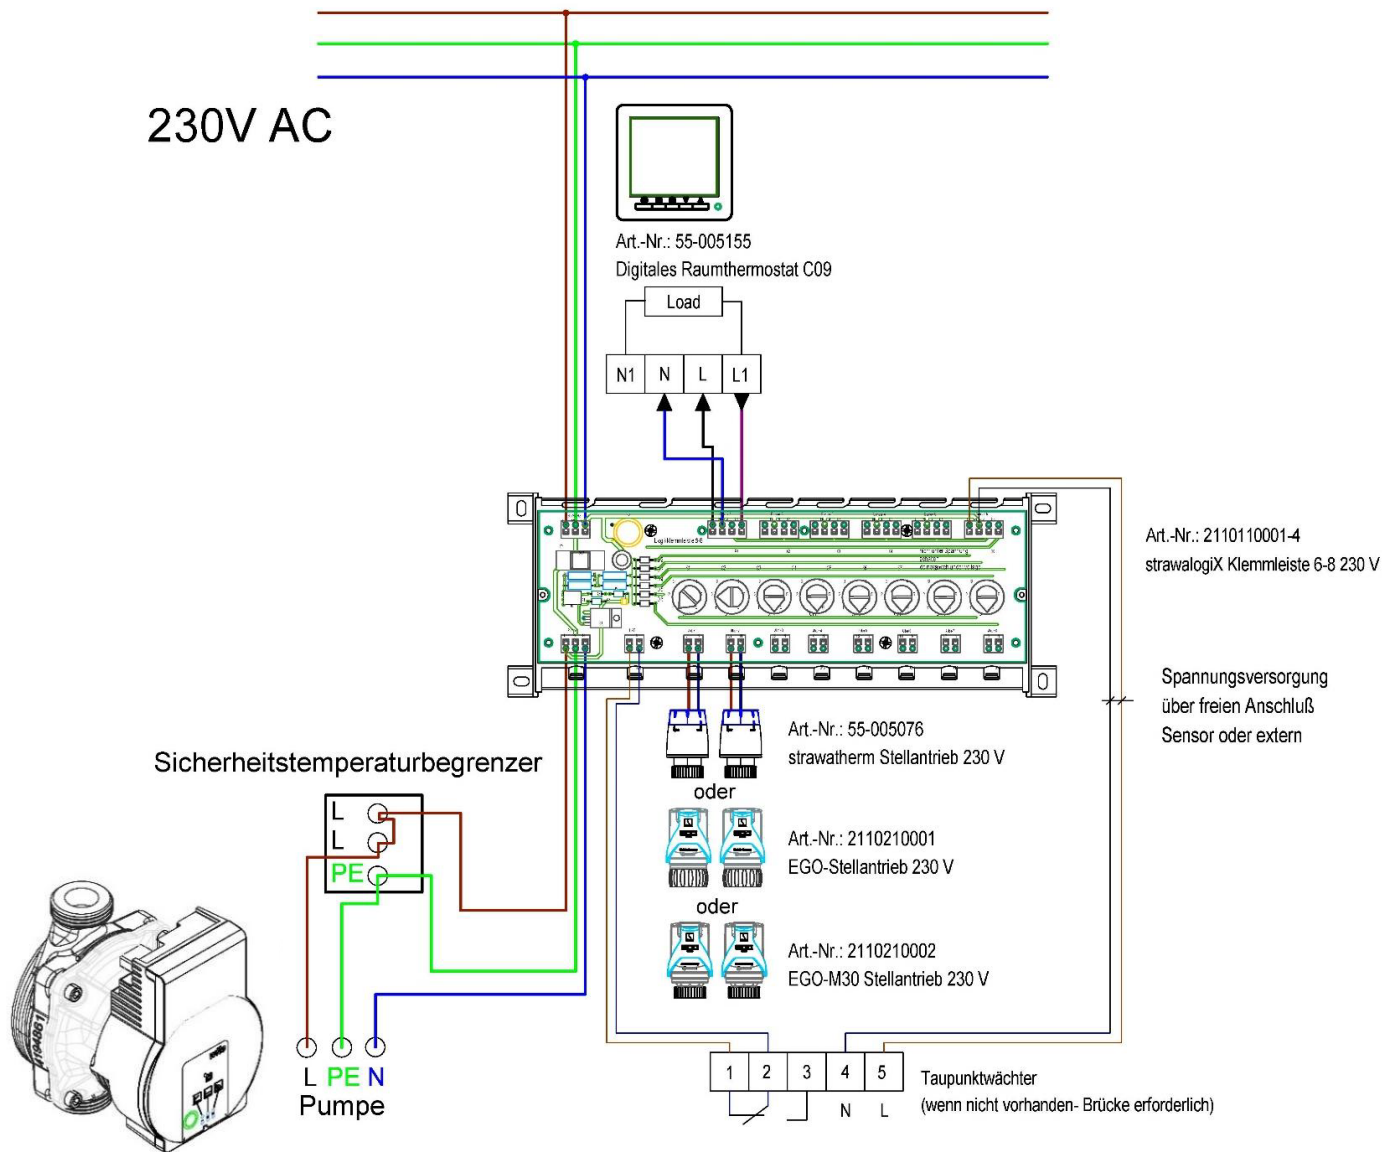 230V AC
Art.-Nr.: 55-005155
Digitales Raumthermostat C09
Load
N1 N L L1
Art.-Nr.: 2110110001-4
strawalogiX Klemmleiste 6-8 230 V
Spannungsversorgung
über freien Anschluß
Sensor oder extern
Art.-Nr.: 55-005076
strawatherm Stellantrieb 230 V
oder
Art.-Nr.: 2110210001
EGO-Stellantrieb 230 V
oder
Art.-Nr.: 2110210002
EGO-M30 Stellantrieb 230 V
Sicherheitstemperaturbegrenzer
L
L
PE
L PE N
Pumpe
1 2 3 4 5
N L
Taupunktwächter
(wenn nicht vorhanden- Brücke erforderlich)